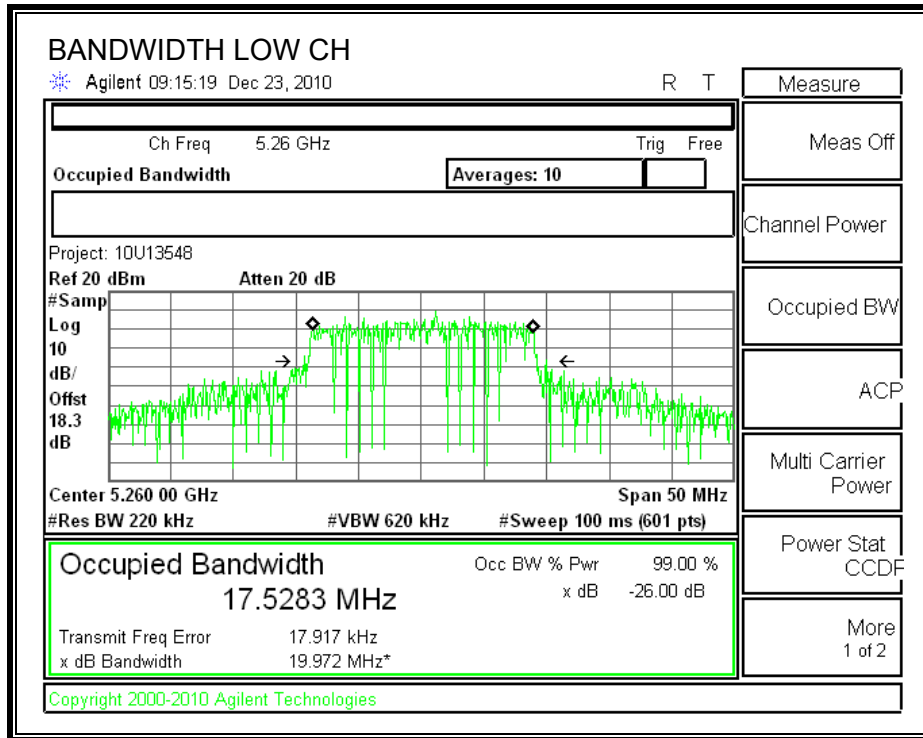 BANDWIDTH LOW CH
Agilent 09:15:19 Dec 23, 2010 R T
Measure
Ch Freq 5.26 GHz Trig Free
Meas Off
Occupied Bandwidth Averages: 10
Channel Power
Project: 10U13548
Ref 20 dBm Atten 20 dB
#Samp
Log
10
dB/
Offst
18.3
dB
Occupied BW
ACP
Multi Carrier
Power
Center 5.260 00 GHz Span 50 MHz
#Res BW 220 kHz #VBW 620 kHz #Sweep 100 ms (601 pts)
Power Stat
CCDF
Occupied Bandwidth Occ BW % Pwr 99.00 %
17.5283 MHz x dB -26.00 dB
Transmit Freq Error 17.917 kHz
x dB Bandwidth 19.972 MHz*
More
1 of 2
Copyright 2000-2010 Agilent Technologies